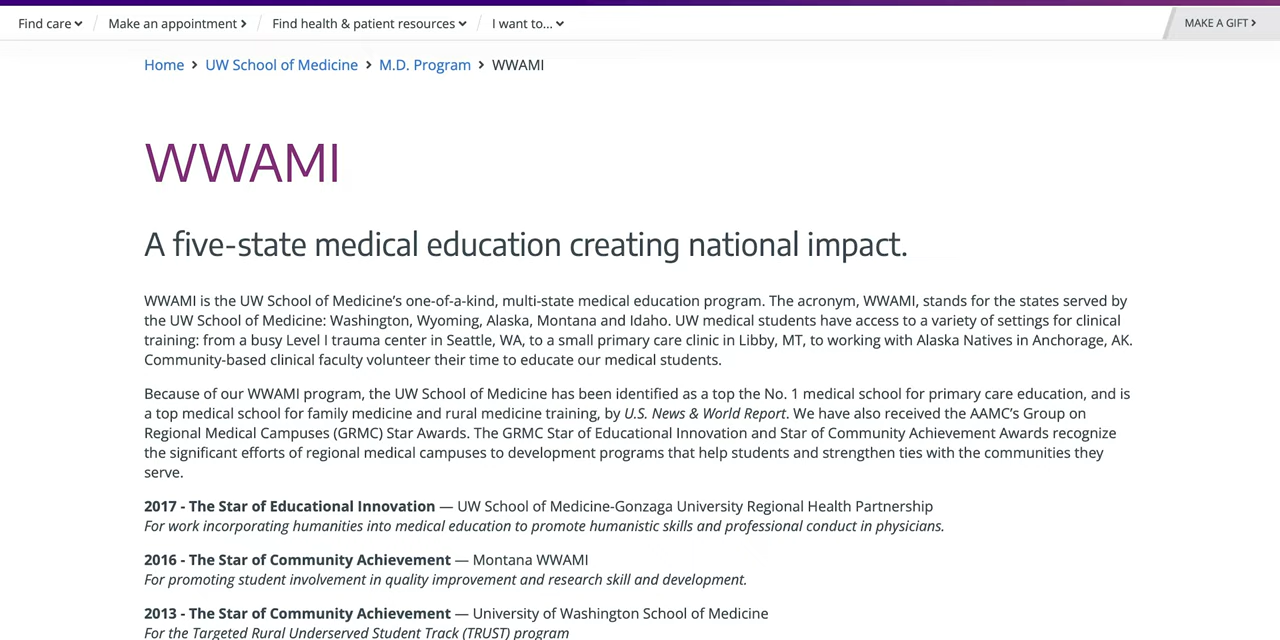 Find care Make an appointment Find health & patient resources I want to... MAKE A GIFT
Home > UW School of Medicine > M.D. Program > WWAMI
WWAMI
A five-state medical education creating national impact.
WWAMI is the UW School of Medicine’s one-of-a-kind, multi-state medical education program. The acronym, WWAMI, stands for the states served by
the UW School of Medicine: Washington, Wyoming, Alaska, Montana and Idaho. UW medical students have access to a variety of settings for clinical
training: from a busy Level I trauma center in Seattle, WA, to a small primary care clinic in Libby, MT, to working with Alaska Natives in Anchorage, AK.
Community-based clinical faculty volunteer their time to educate our medical students.
Because of our WWAMI program, the UW School of Medicine has been identified as a top the No. 1 medical school for primary care education, and is
a top medical school for family medicine and rural medicine training, by U.S. News & World Report. We have also received the AAMC’s Group on
Regional Medical Campuses (GRMC) Star Awards. The GRMC Star of Educational Innovation and Star of Community Achievement Awards recognize
the significant efforts of regional medical campuses to development programs that help students and strengthen ties with the communities they
serve.
2017 - The Star of Educational Innovation — UW School of Medicine-Gonzaga University Regional Health Partnership
For work incorporating humanities into medical education to promote humanistic skills and professional conduct in physicians.
2016 - The Star of Community Achievement — Montana WWAMI
For promoting student involvement in quality improvement and research skill and development.
2013 - The Star of Community Achievement — University of Washington School of Medicine
For the Targeted Rural Underserved Student Track (TRUST) program